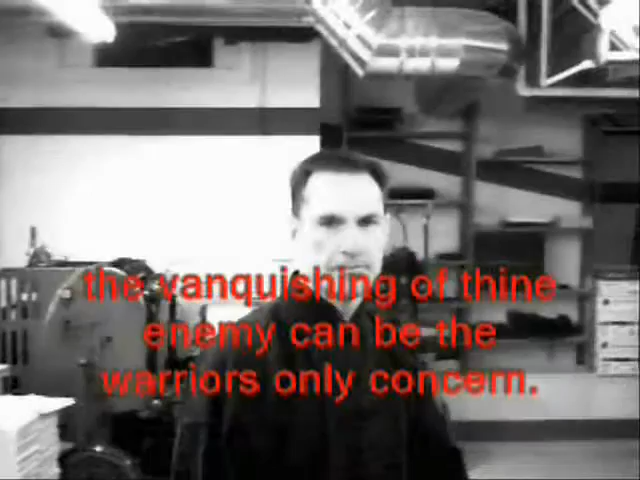 the vanquishing of thine
enemy can be the
warriors only concern.